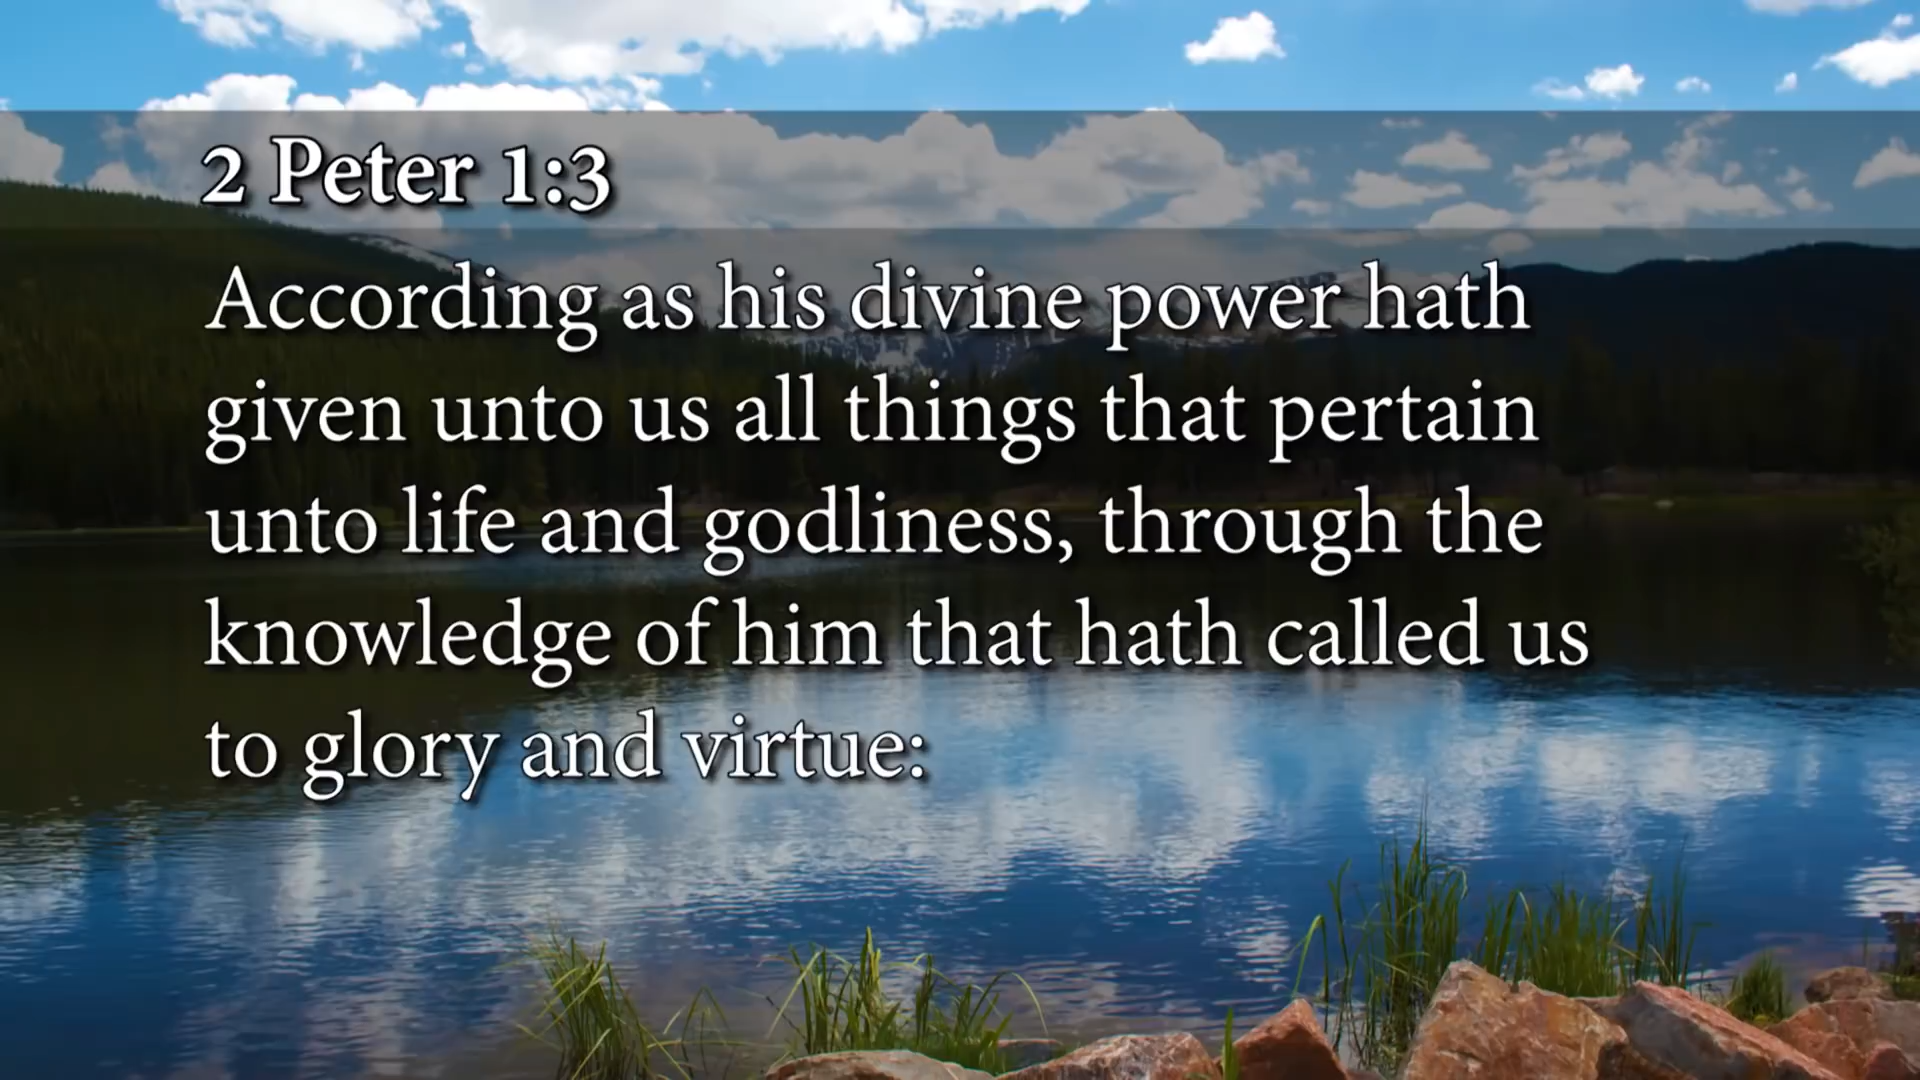 2 Peter 1:3
According as his divine power hath
given unto us all things that pertain
unto life and godliness, through the
knowledge of him that hath called us
to glory and virtue: